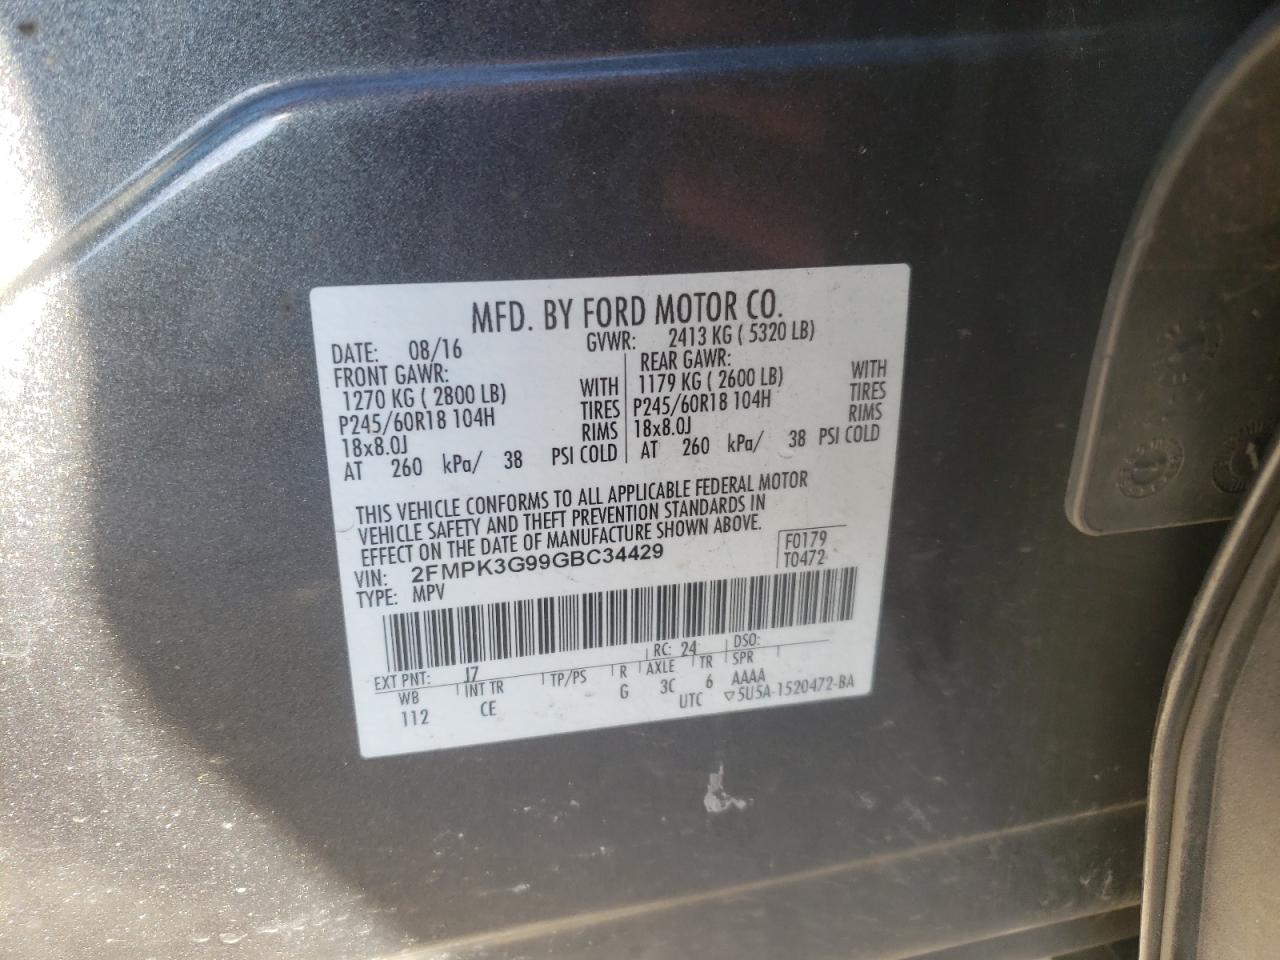 MFD. BY FORD MOTOR CO.
DATE: 08/16 GVWR: 2413 KG ( 5320 LB)
FRONT GAWR: REAR GAWR:
1270 KG ( 2800 LB) WITH 1179 KG ( 2600 LB) WITH
P245/60R18 104H TIRES P245/60R18 104H TIRES
18x8.0J RIMS 18x8.0J RIMS
AT 260 kPa/ 38 PSI COLD AT 260 kPa/ 38 PSI COLD
THIS VEHICLE CONFORMS TO ALL APPLICABLE FEDERAL MOTOR
VEHICLE SAFETY AND THEFT PREVENTION STANDARDS IN
EFFECT ON THE DATE OF MANUFACTURE SHOWN ABOVE.
VIN: 2FMPK3G99GBC34429 F0179
TYPE: MPV T0472
EXT PNT: J7 RC: 24 DSO:
WB INT TR TP/PS R AXLE TR SPR
112 CE G 3C 6 AAAA
UTC ▽5U5A-1520472-BA